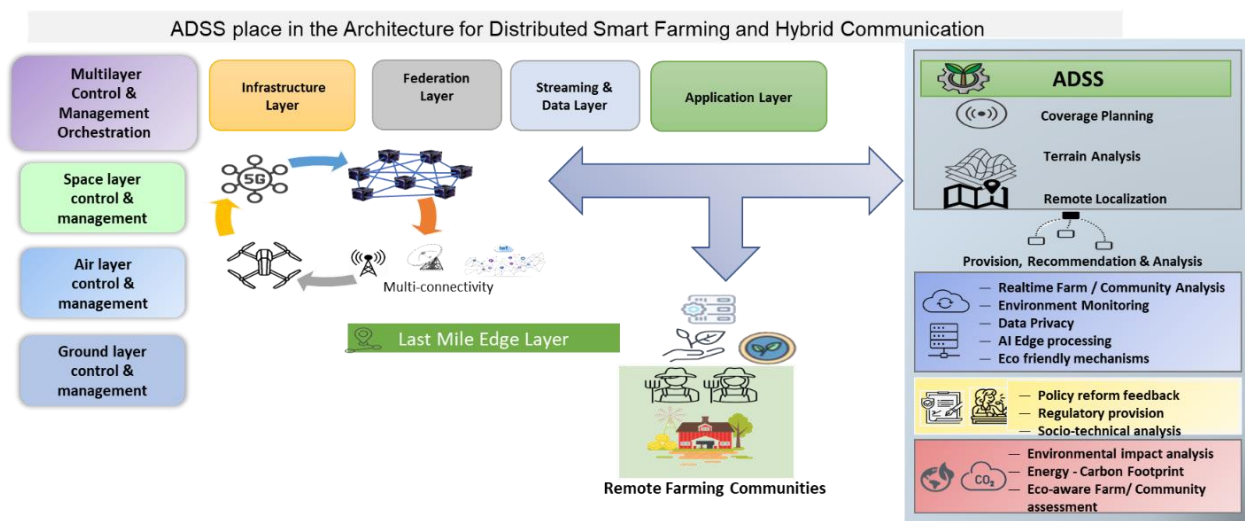 ADSS place in the Architecture for Distributed Smart Farming and Hybrid Communication
Multilayer
Control &
Management
Orchestration
Space layer
control &
management
Air layer
control &
management
Ground layer
control &
management
Infrastructure
Layer
Federation
Layer
Streaming &
Data Layer
Application Layer
5G
IoT
Multi-connectivity
Last Mile Edge Layer
Remote Farming Communities
ADSS
Coverage Planning
Terrain Analysis
Remote Localization
Provision, Recommendation & Analysis
— Realtime Farm / Community Analysis
— Environment Monitoring
— Data Privacy
— AI Edge processing
— Eco friendly mechanisms
— Policy reform feedback
— Regulatory provision
— Socio-technical analysis
CO₂
— Environmental impact analysis
— Energy - Carbon Footprint
— Eco-aware Farm/ Community
assessment